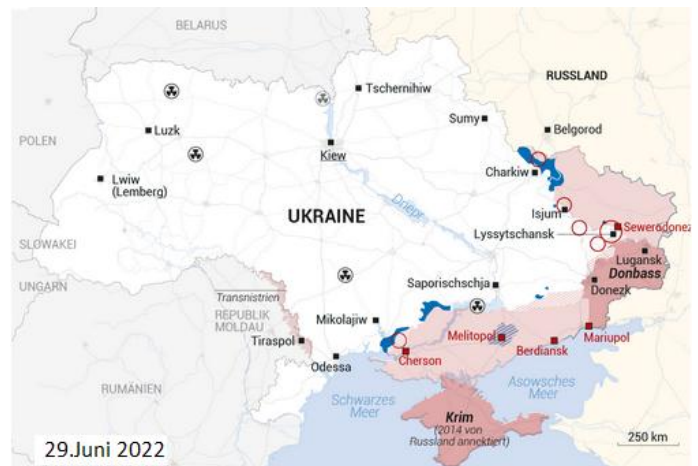 BELARUS
RUSSLAND
POLEN
Tschernihiw
Sumy
Belgorod
Luzk
Kiew
Charkiw
Lwiw
(Lemberg)
Dnjepr
Isjum
UKRAINE
Lyssytschansk
Sewerodonez
SLOWAKEI
Lugansk
Donbass
UNGARN
Saporischschja
Donezk
Transnistrien
REPUBLIK
MOLDAU
Mikolajiw
Melitopol
Mariupol
Tiraspol
Cherson
Berdiansk
Odessa
Asowsches
Meer
RUMÄNIEN
Schwarzes
Meer
Krim
(2014 von
Russland annektiert)
250 km
29.Juni 2022